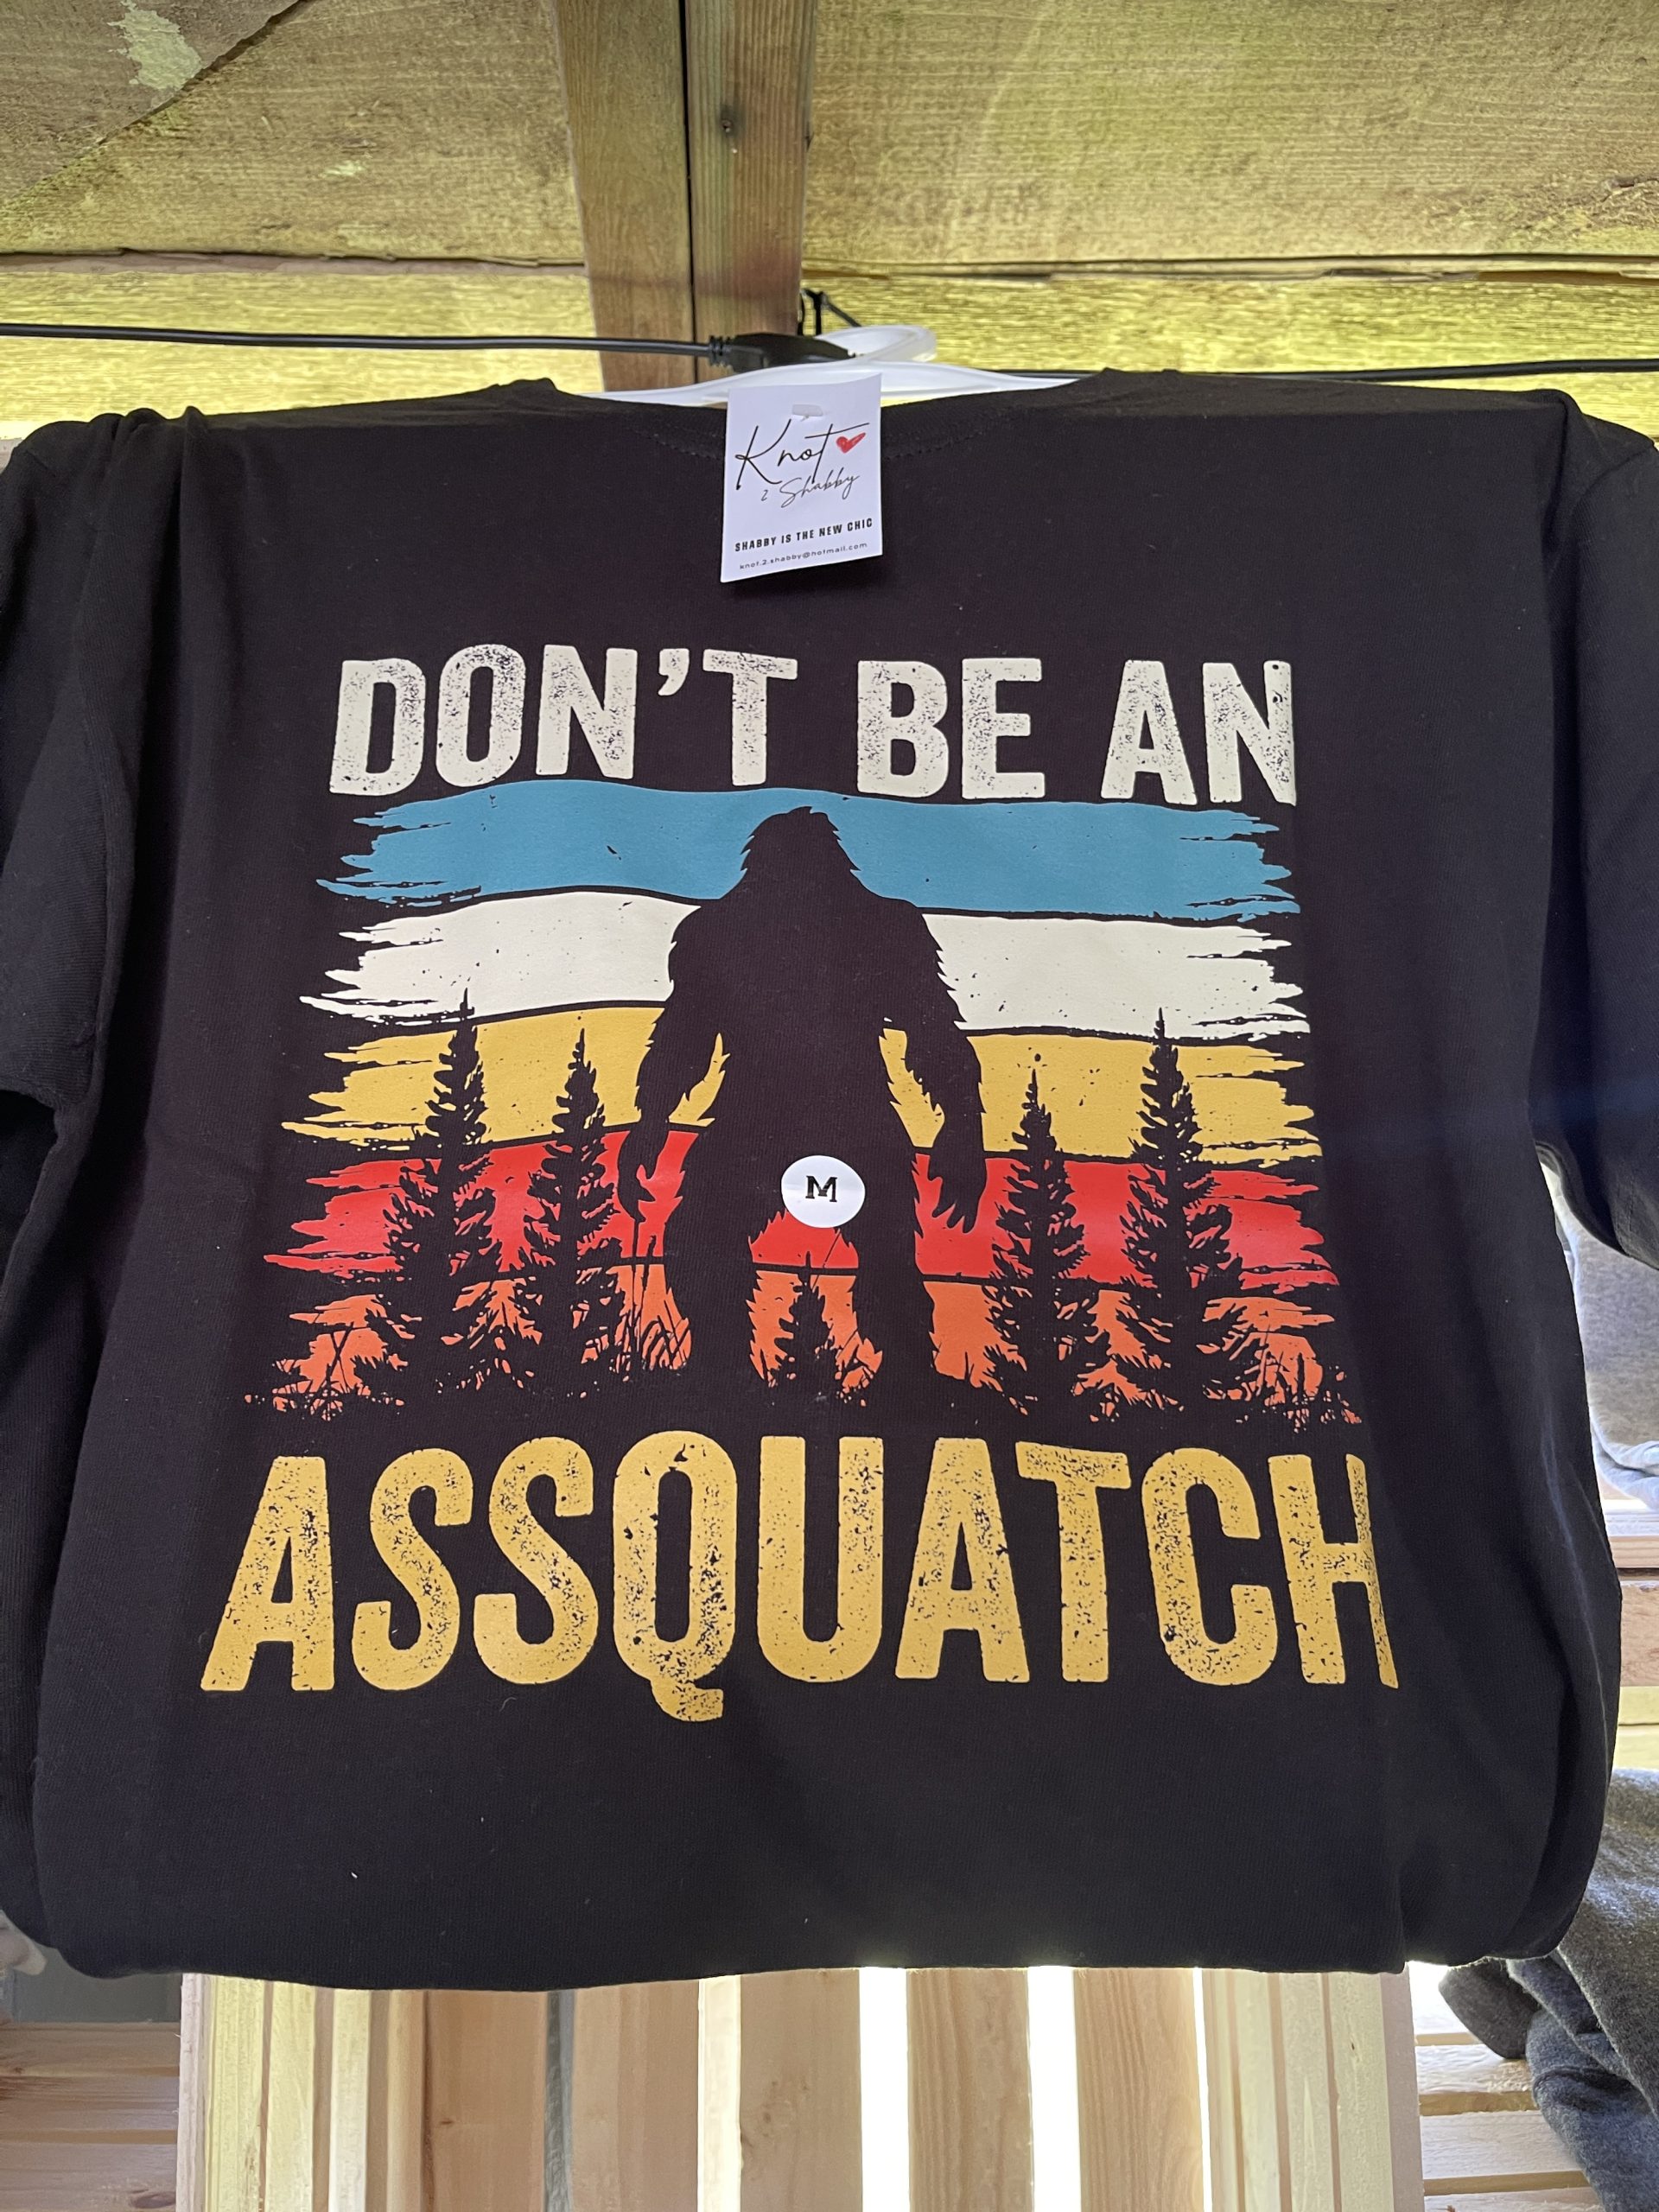 Knot
2 Shabby
SHABBY IS THE NEW CHIC
knot.2.shabby@hotmail.com
DON'T BE AN
M
ASSQUATCH